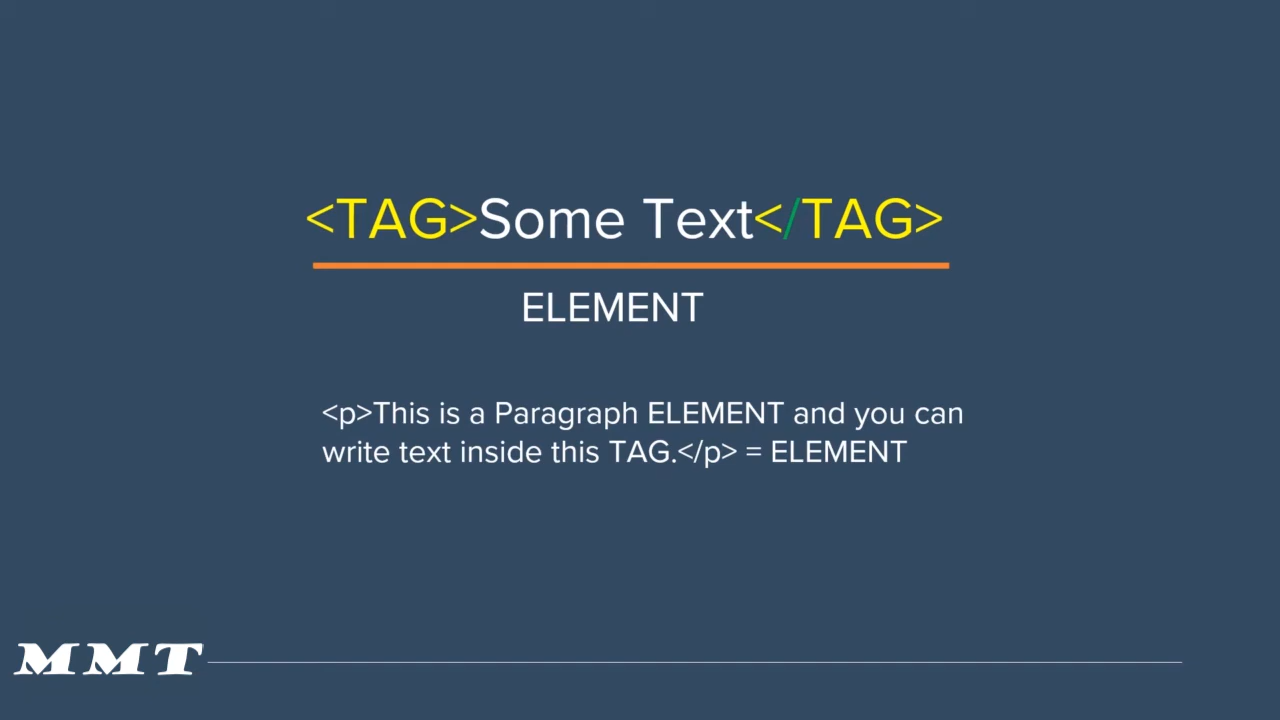 <TAG>Some Text</TAG>
ELEMENT
<p>This is a Paragraph ELEMENT and you can
write text inside this TAG.</p> = ELEMENT
MMT